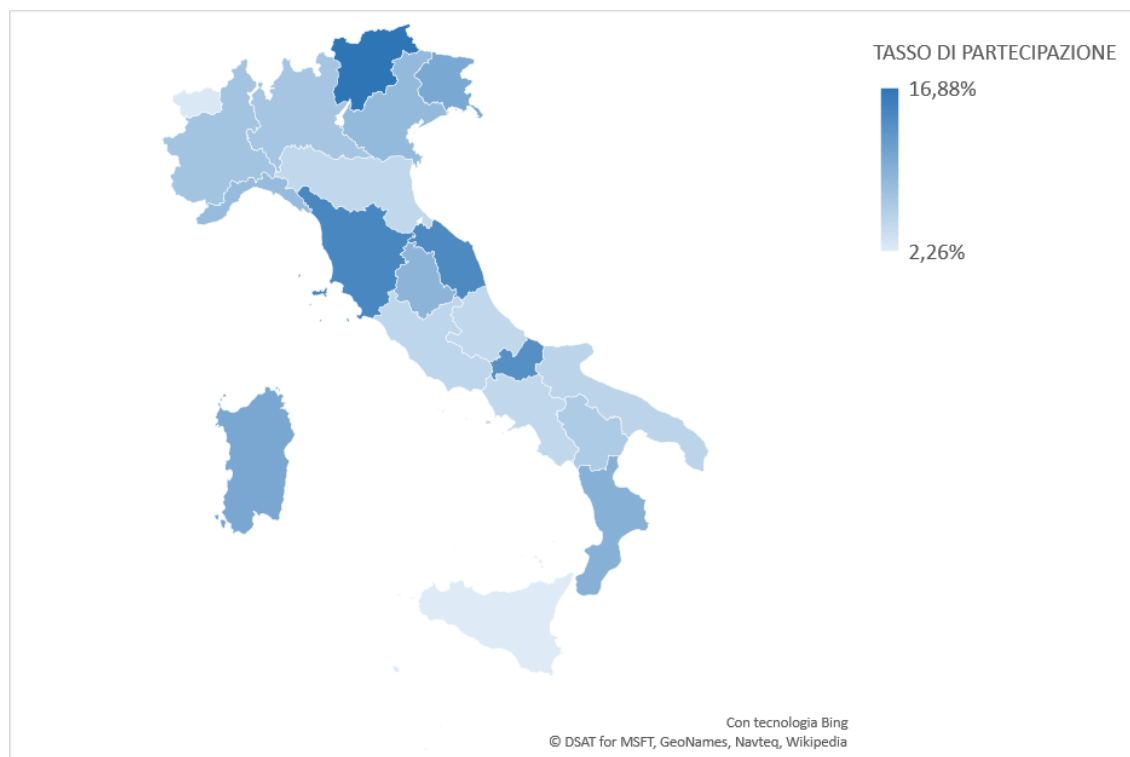 TASSO DI PARTECIPAZIONE
16,88%
2,26%
Con tecnologia Bing
© DSAT for MSFT, GeoNames, Navteq, Wikipedia